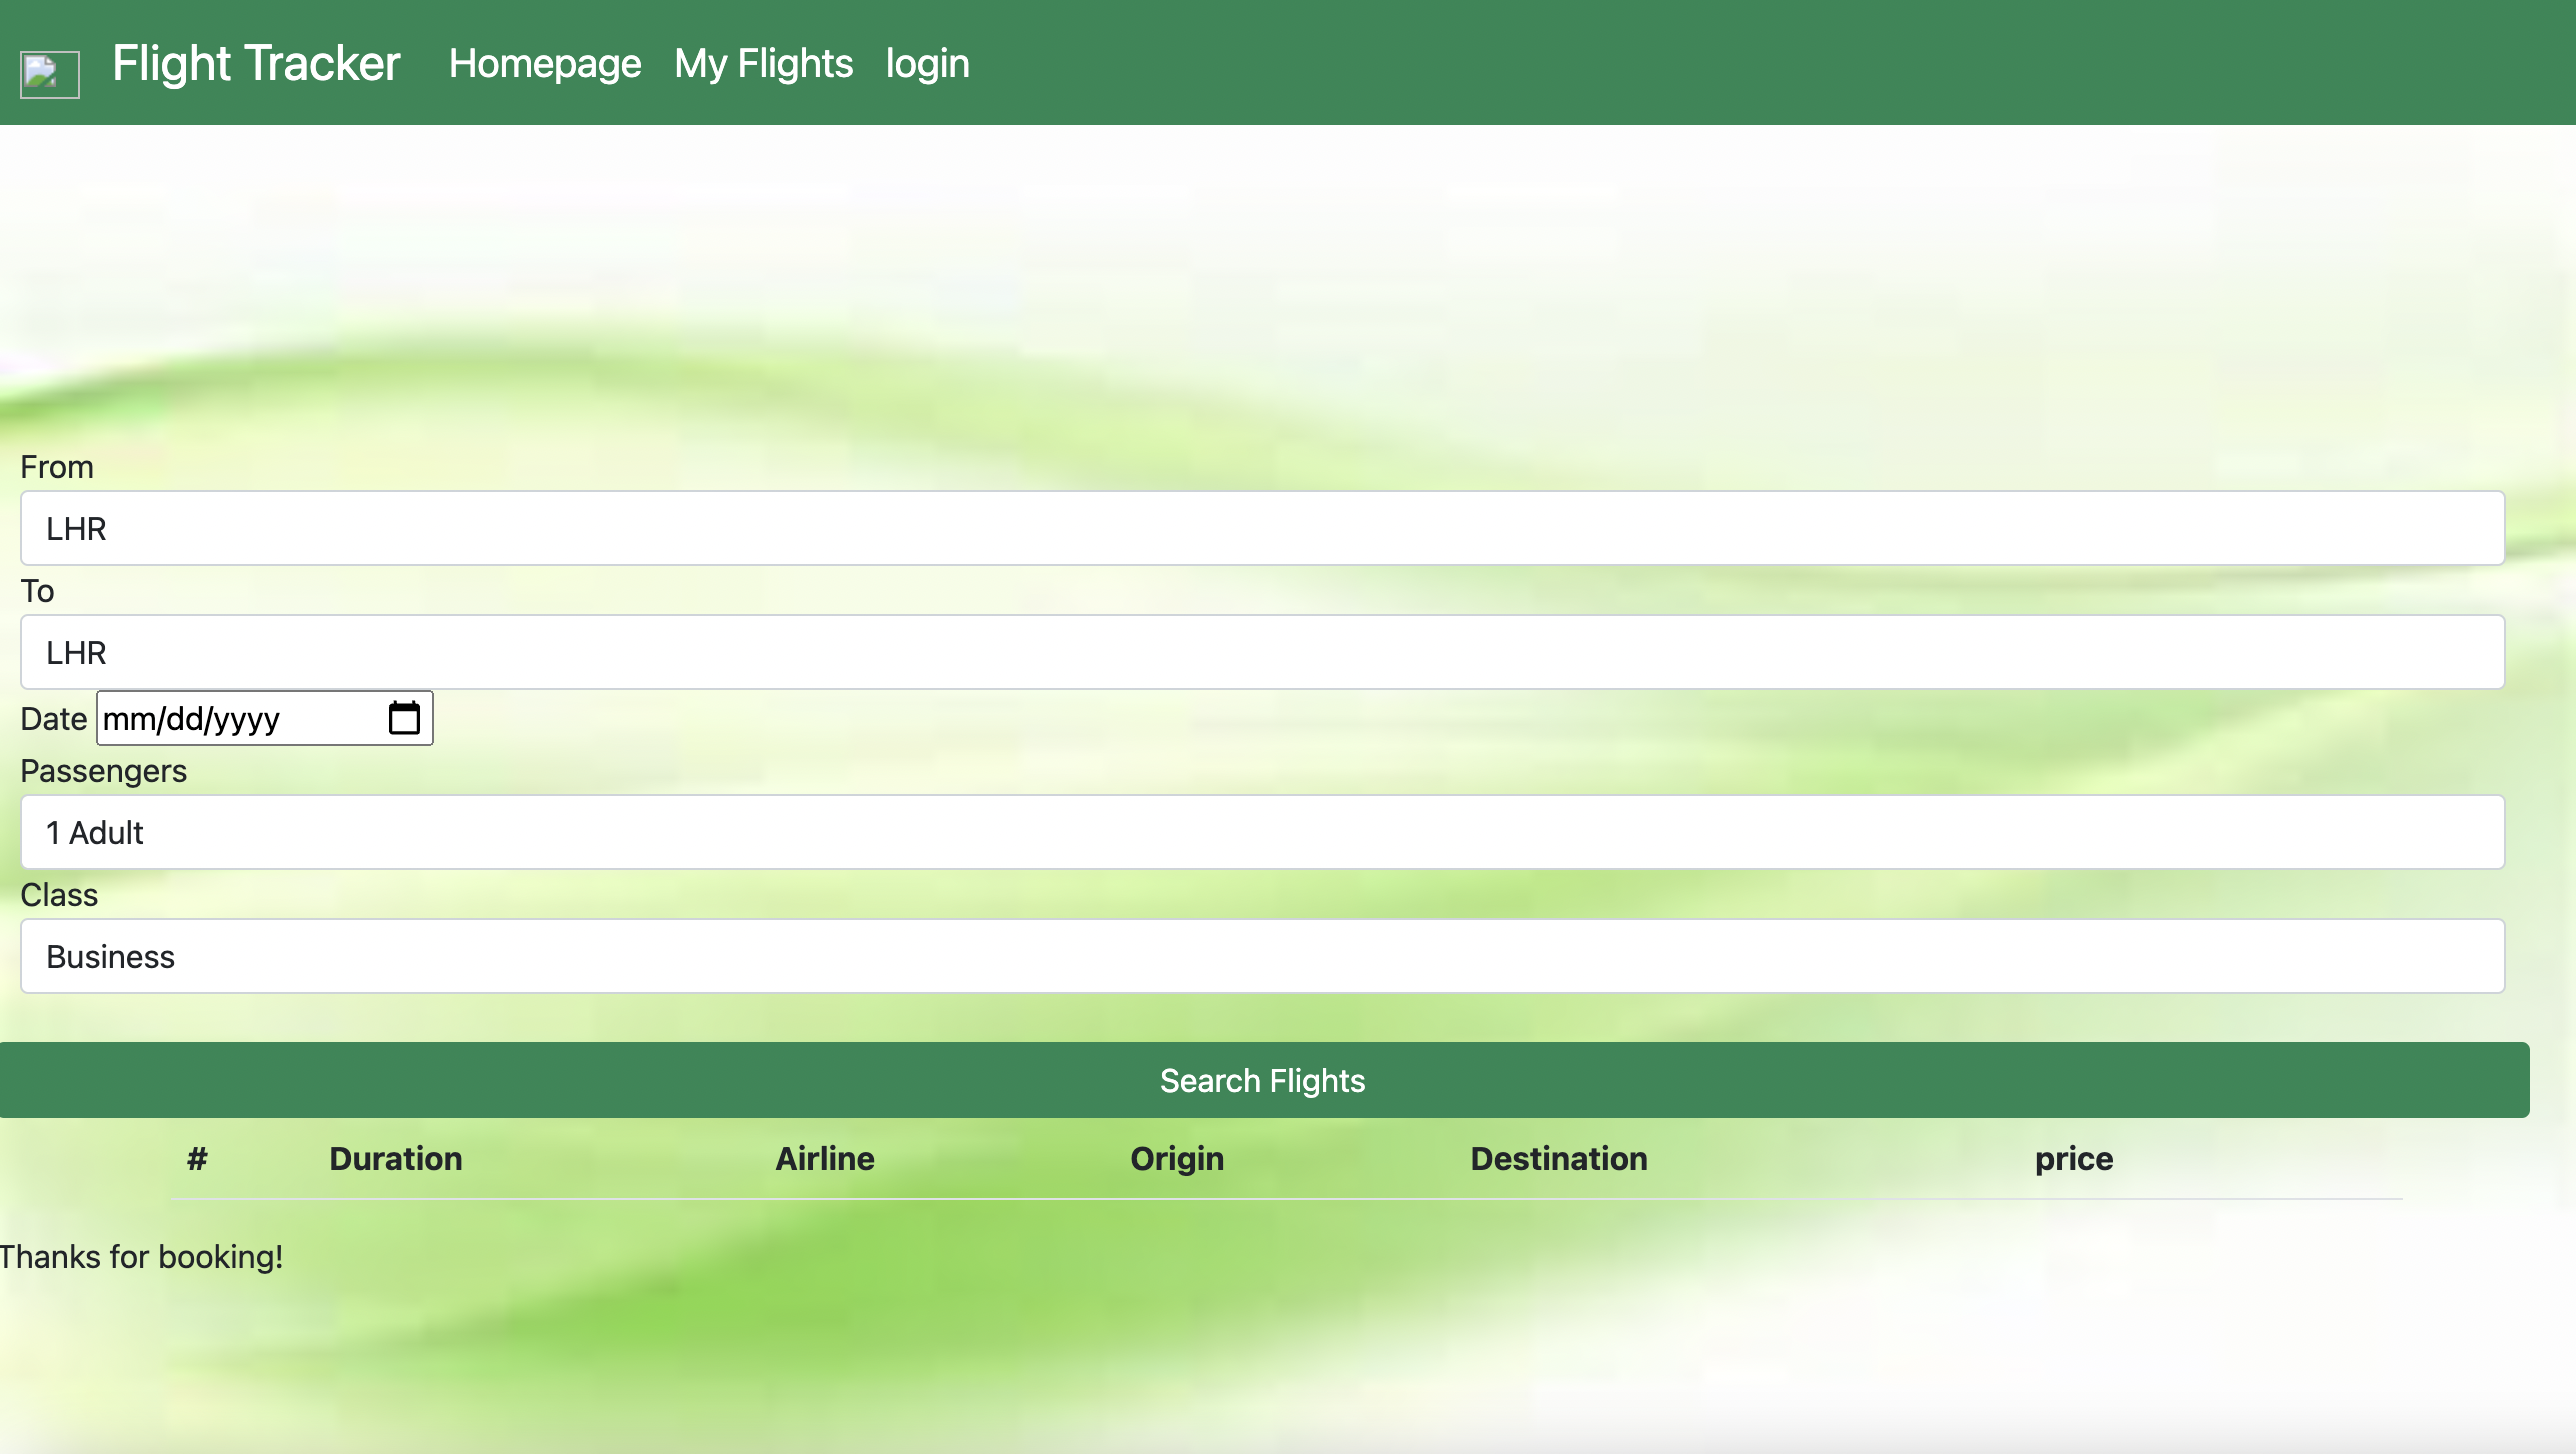 Flight Tracker Homepage My Flights login
From
LHR
To
LHR
Date mm/dd/yyyy
Passengers
1 Adult
Class
Business
Search Flights
# Duration Airline Origin Destination price
Thanks for booking!